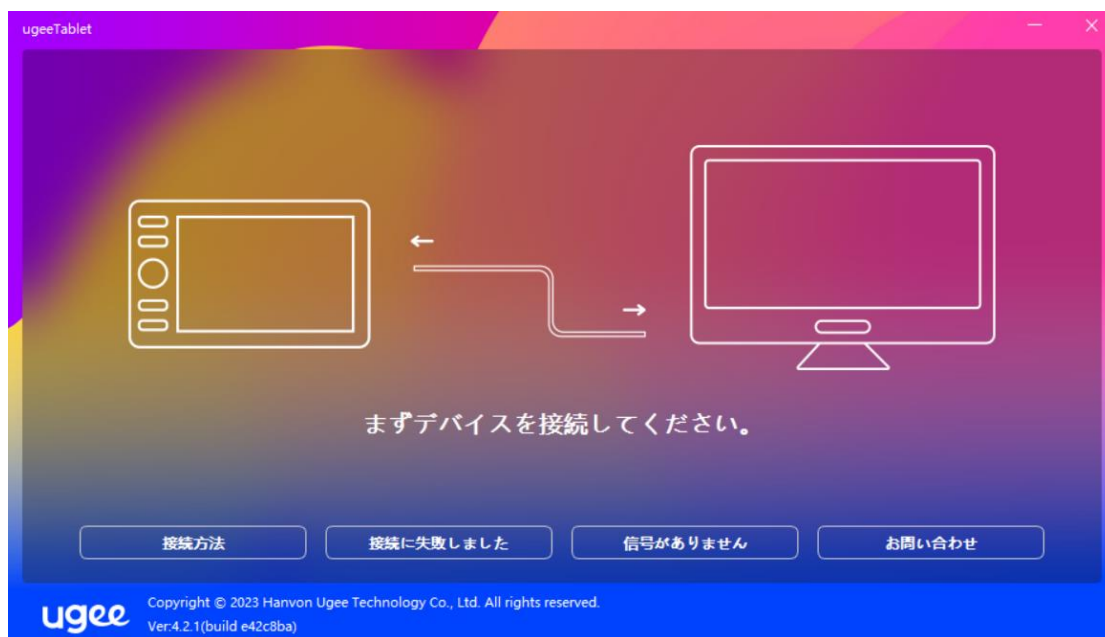 ugeeTablet
まずデバイスを接続してください。
接続方法
接続に失敗しました
信号がありません
お問い合わせ
ugee
Copyright © 2023 Hanvon Ugee Technology Co., Ltd. All rights reserved.
Ver:4.2.1(build e42c8ba)